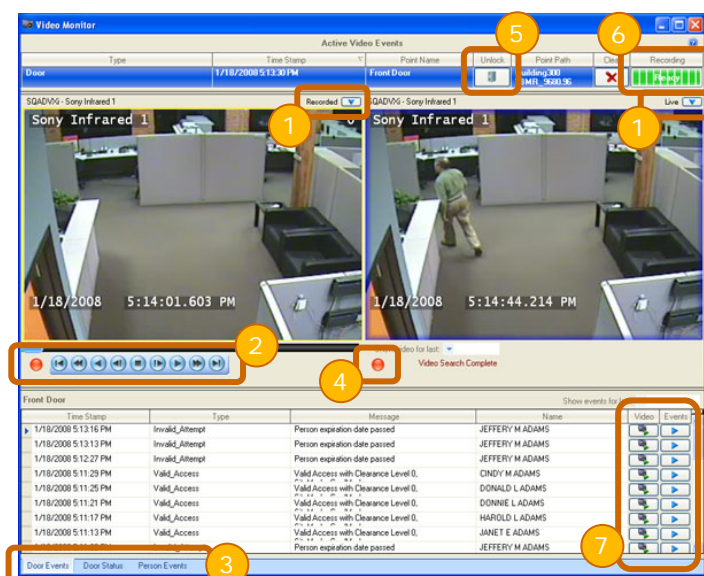 Video Monitor
Active Video Events
5
6
Type Time Stamp Point Name Unlock Point Path Clear Recording
Door 1/18/2008 5:13:30 PM Front Door Building300 Ready
SQADVXi - Sony Infrared 1 Recorded
SQADVXi - Sony Infrared 1 Live
1
1
Sony Infrared 1
Sony Infrared 1
1/18/2008 5:14:01.603 PM
1/18/2008 5:14:44.214 PM
2
video for last:
4
Video Search Complete
Front Door Show events for
Time Stamp Type Message Name Video Events
1/18/2008 5:13:16 PM Invalid_Attempt Person expiration date passed JEFFERY M ADAMS
1/18/2008 5:13:13 PM Invalid_Attempt Person expiration date passed JEFFERY M ADAMS
1/18/2008 5:12:27 PM Invalid_Attempt Person expiration date passed JEFFERY M ADAMS
1/18/2008 5:11:29 PM Valid_Access Valid Access with Clearance Level 0, CINDY M ADAMS
1/18/2008 5:11:25 PM Valid_Access Valid Access with Clearance Level 0, DONALD L ADAMS
1/18/2008 5:11:21 PM Valid_Access Valid Access with Clearance Level 0, DONNIE L ADAMS
1/18/2008 5:11:17 PM Valid_Access Valid Access with Clearance Level 0, HAROLD L ADAMS
1/18/2008 5:11:13 PM Valid_Access Valid Access with Clearance Level 0, JANET E ADAMS
Person expiration date passed JEFFERY M ADAMS
7
Door Events Door Status Person Events
3